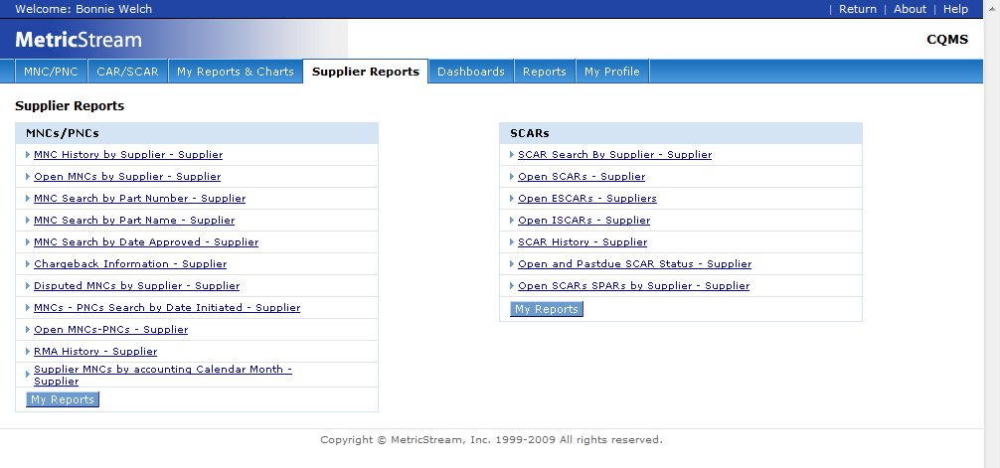 Welcome: Bonnie Welch | Return | About | Help
MetricStream CQMS
MNC/PNC CAR/SCAR My Reports & Charts Supplier Reports Dashboards Reports My Profile
Supplier Reports
MNCs/PNCs
MNC History by Supplier - Supplier
Open MNCs by Supplier - Supplier
MNC Search by Part Number - Supplier
MNC Search by Part Name - Supplier
MNC Search by Date Approved - Supplier
Chargeback Information - Supplier
Disputed MNCs by Supplier - Supplier
MNCs - PNCs Search by Date Initiated - Supplier
Open MNCs-PNCs - Supplier
RMA History - Supplier
Supplier MNCs by accounting Calendar Month -
Supplier
My Reports
SCARs
SCAR Search By Supplier - Supplier
Open SCARs - Supplier
Open ESCARs - Suppliers
Open ISCARs - Supplier
SCAR History - Supplier
Open and Pastdue SCAR Status - Supplier
Open SCARs SPARs by Supplier - Supplier
My Reports
Copyright © MetricStream, Inc. 1999-2009 All rights reserved.